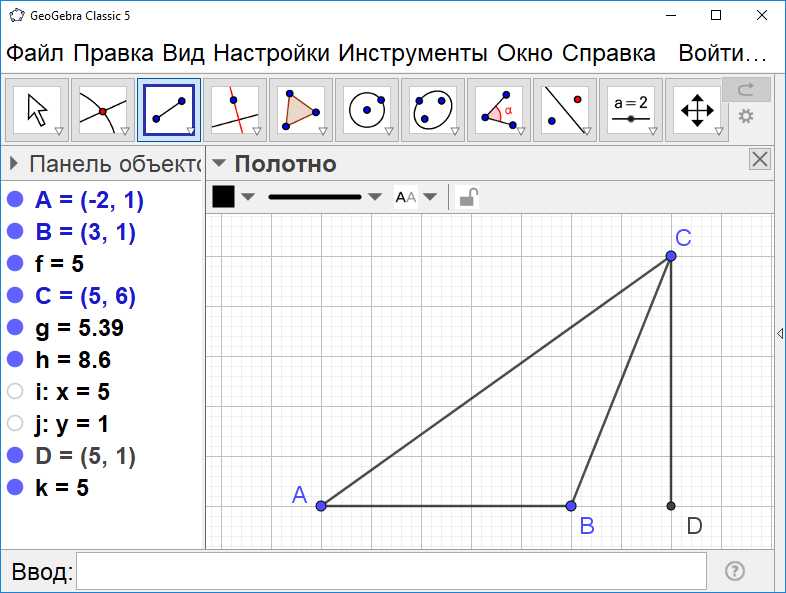 GeoGebra Classic 5
Файл Правка Вид Настройки Инструменты Окно Справка Войти…
α
a=2
Панель объекто
Полотно
AA
A = (-2, 1)
B = (3, 1)
f = 5
C = (5, 6)
g = 5.39
h = 8.6
i: x = 5
j: y = 1
D = (5, 1)
k = 5
C
A
B
D
Ввод:
?